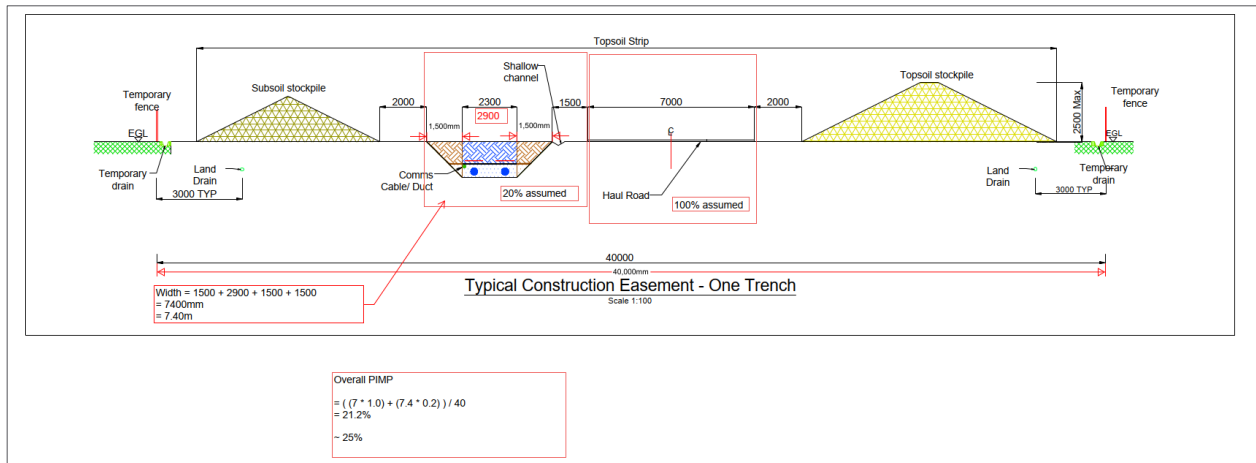 Topsoil Strip
Temporary
fence
Subsoil stockpile
2000
2300
2900
1,500mm
1,500mm
Shallow
channel
1500
7000
2000
Topsoil stockpile
2500 Max.
Temporary
fence
EGL
EGL
C
Temporary
drain
Land
Drain
3000 TYP
Comms
Cable/ Duct
20% assumed
Haul Road
100% assumed
Land
Drain
Temporary
drain
3000 TYP
40000
40,000mm
Typical Construction Easement - One Trench
Scale 1:100
Width = 1500 + 2900 + 1500 + 1500
= 7400mm
= 7.40m
Overall PIMP
= ( (7 * 1.0) + (7.4 * 0.2) ) / 40
= 21.2%
~ 25%